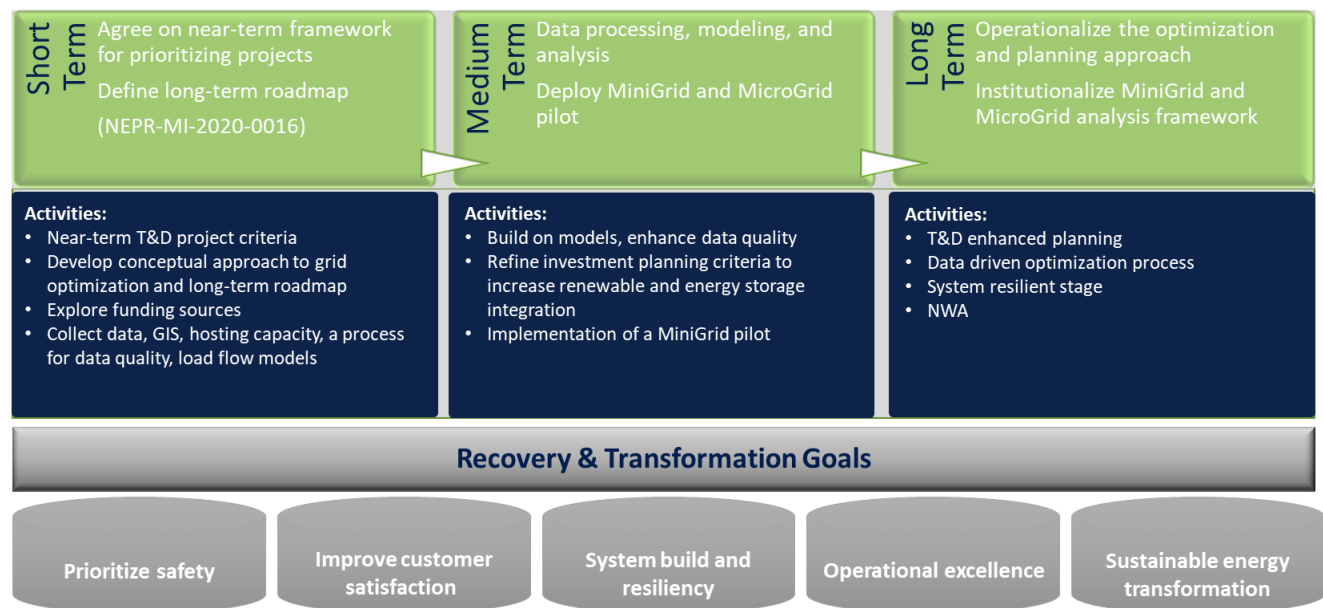 Short
Term
Agree on near-term framework
for prioritizing projects
Define long-term roadmap
(NEPR-MI-2020-0016)
Medium
Term
Data processing, modeling, and
analysis
Deploy MiniGrid and MicroGrid
pilot
Long
Term
Operationalize the optimization
and planning approach
Institutionalize MiniGrid and
MicroGrid analysis framework
Activities:
• Near-term T&D project criteria
• Develop conceptual approach to grid
optimization and long-term roadmap
• Explore funding sources
• Collect data, GIS, hosting capacity, a process
for data quality, load flow models
Activities:
• Build on models, enhance data quality
• Refine investment planning criteria to
increase renewable and energy storage
integration
• Implementation of a MiniGrid pilot
Activities:
• T&D enhanced planning
• Data driven optimization process
• System resilient stage
• NWA
Recovery & Transformation Goals
Prioritize safety
Improve customer
satisfaction
System build and
resiliency
Operational excellence
Sustainable energy
transformation